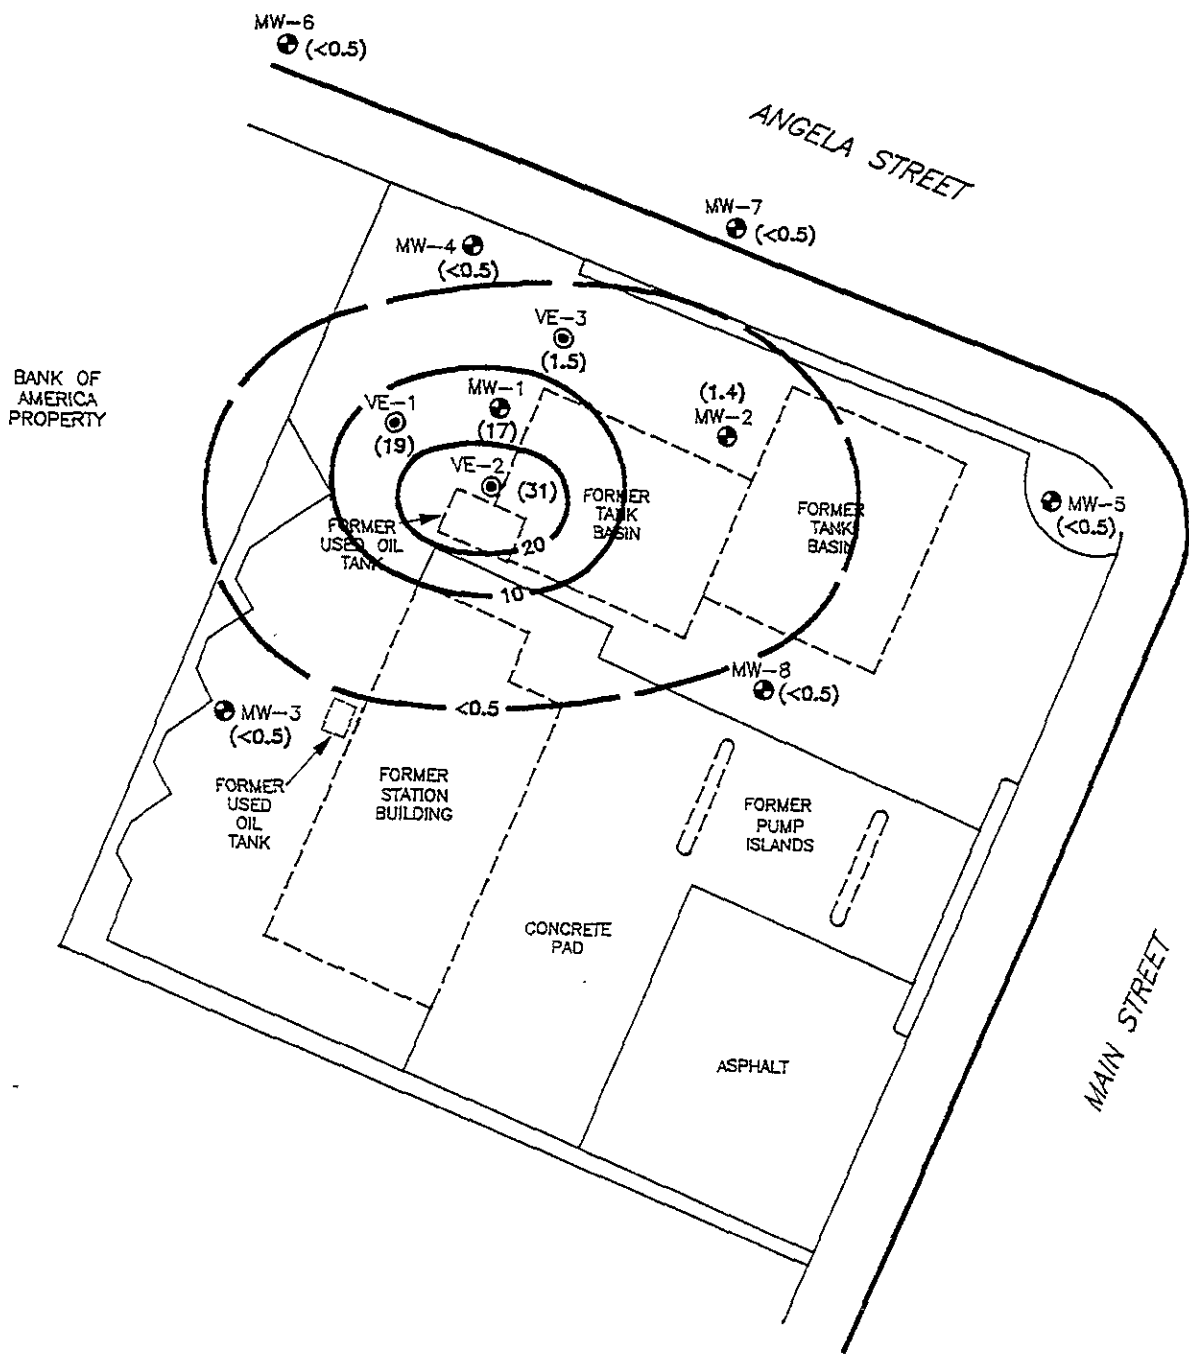 MW-6
(<0.5)
ANGELA STREET
MW-7
(<0.5)
MW-4
(<0.5)
VE-3
(1.5)
BANK OF
AMERICA
PROPERTY
MW-1
(17)
VE-1
(19)
(1.4)
MW-2
VE-2
(31)
FORMER
TANK
BASIN
FORMER
TANK
BASIN
MW-5
(<0.5)
FORMER
USED OIL
TANK
20
10
MW-8
(<0.5)
<0.5
MW-3
(<0.5)
FORMER
USED
OIL
TANK
FORMER
STATION
BUILDING
FORMER
PUMP
ISLANDS
CONCRETE
PAD
ASPHALT
MAIN STREET